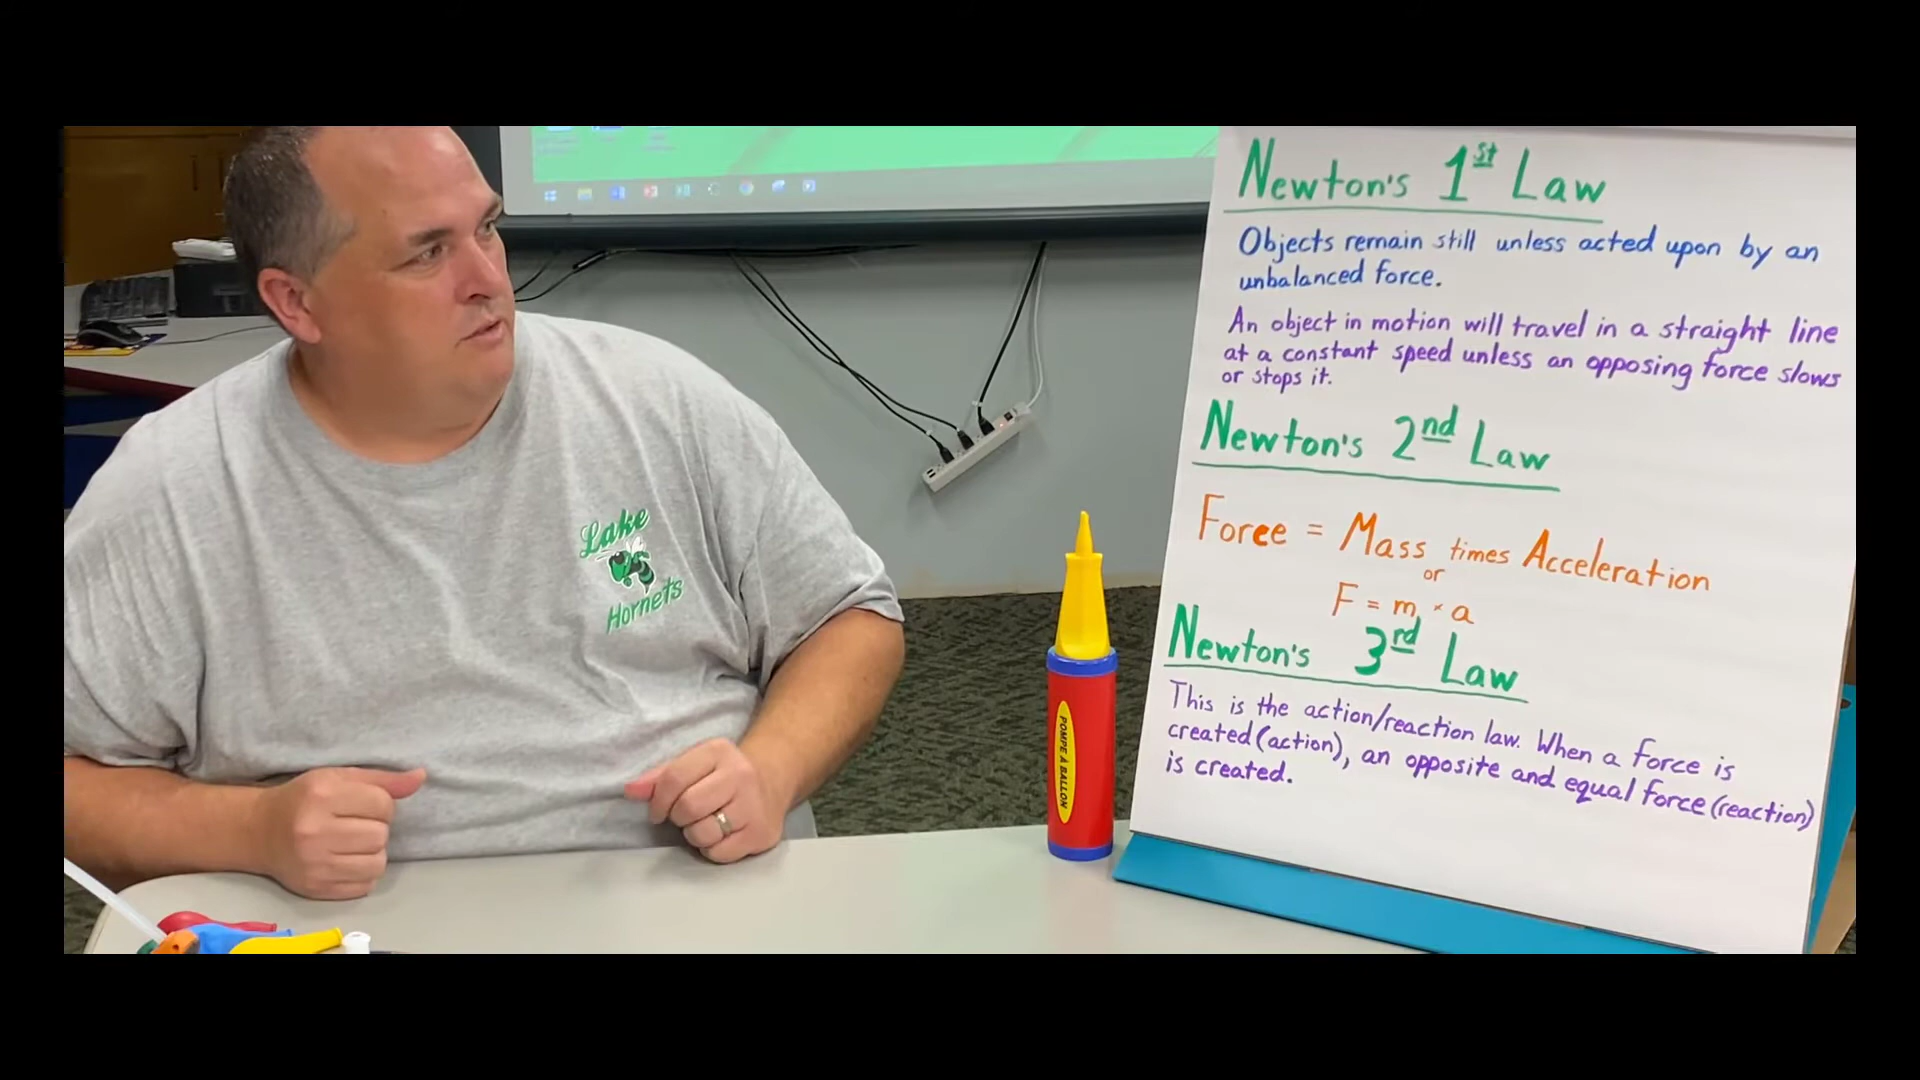 Newton's 1st Law
Objects remain still unless acted upon by an
unbalanced force.
An object in motion will travel in a straight line
at a constant speed unless an opposing force slows
or stops it.
Newton's 2nd Law
Force = Mass times Acceleration
or
F = m × a
Newton's 3rd Law
This is the action/reaction law. When a force is
created (action), an opposite and equal force (reaction)
is created.
Lake
Hornets
POMPE À BALLON